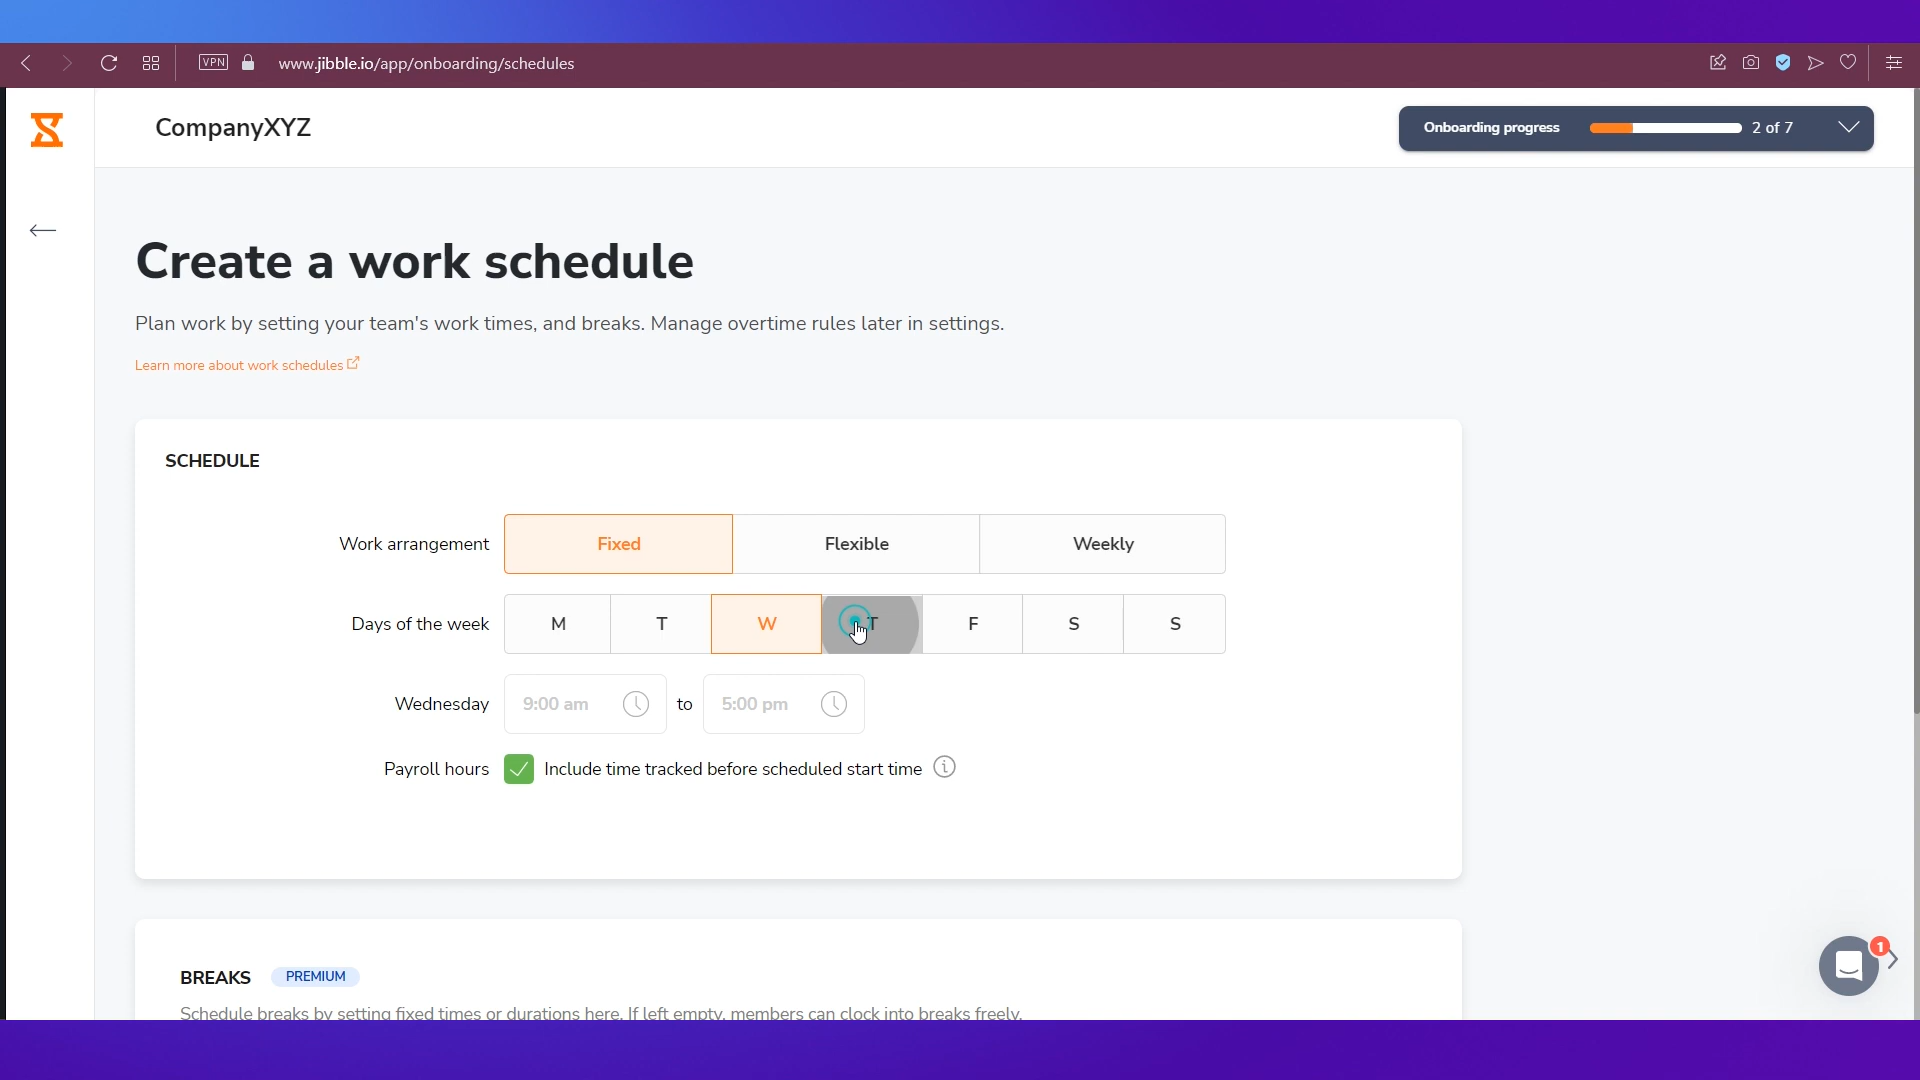 VPN
www.jibble.io/app/onboarding/schedules
CompanyXYZ
Onboarding progress
2 of 7
Create a work schedule
Plan work by setting your team's work times, and breaks. Manage overtime rules later in settings.
Learn more about work schedules
SCHEDULE
Work arrangement
Fixed
Flexible
Weekly
Days of the week
M
T
W
T
F
S
S
Wednesday
9:00 am
to
5:00 pm
Payroll hours
Include time tracked before scheduled start time
1
BREAKS
PREMIUM
Schedule breaks by setting fixed times or durations here. If left empty, members can clock into breaks freely.